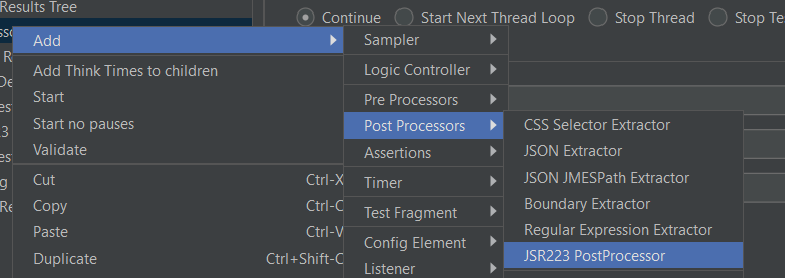 Results Tree
Continue
Start Next Thread Loop
Stop Thread
Stop Te
Add
Add Think Times to children
Start
Start no pauses
Validate
Cut Ctrl-X
Copy Ctrl-C
Paste Ctrl-V
Duplicate Ctrl+Shift-C
Sampler
Logic Controller
Pre Processors
Post Processors
Assertions
Timer
Test Fragment
Config Element
Listener
CSS Selector Extractor
JSON Extractor
JSON JMESPath Extractor
Boundary Extractor
Regular Expression Extractor
JSR223 PostProcessor